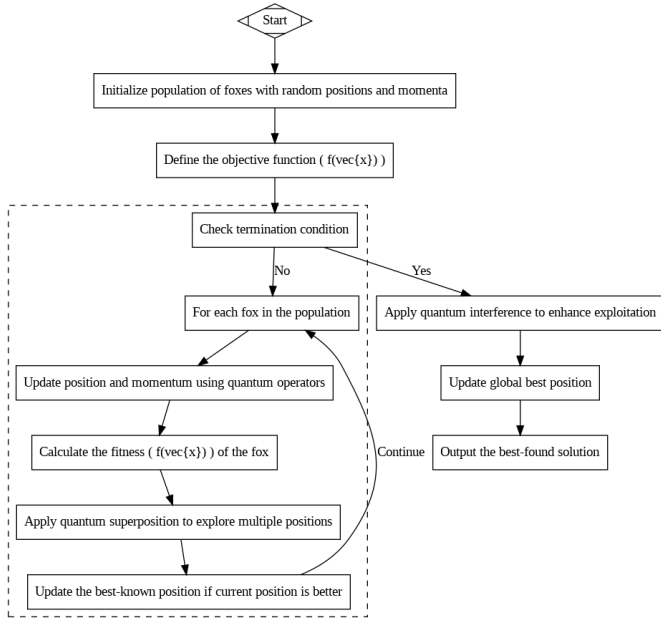 Start
Initialize population of foxes with random positions and momenta
Define the objective function ( f(vec{x}) )
Check termination condition
No
Yes
For each fox in the population
Apply quantum interference to enhance exploitation
Update position and momentum using quantum operators
Update global best position
Calculate the fitness ( f(vec{x}) ) of the fox
Continue
Output the best-found solution
Apply quantum superposition to explore multiple positions
Update the best-known position if current position is better